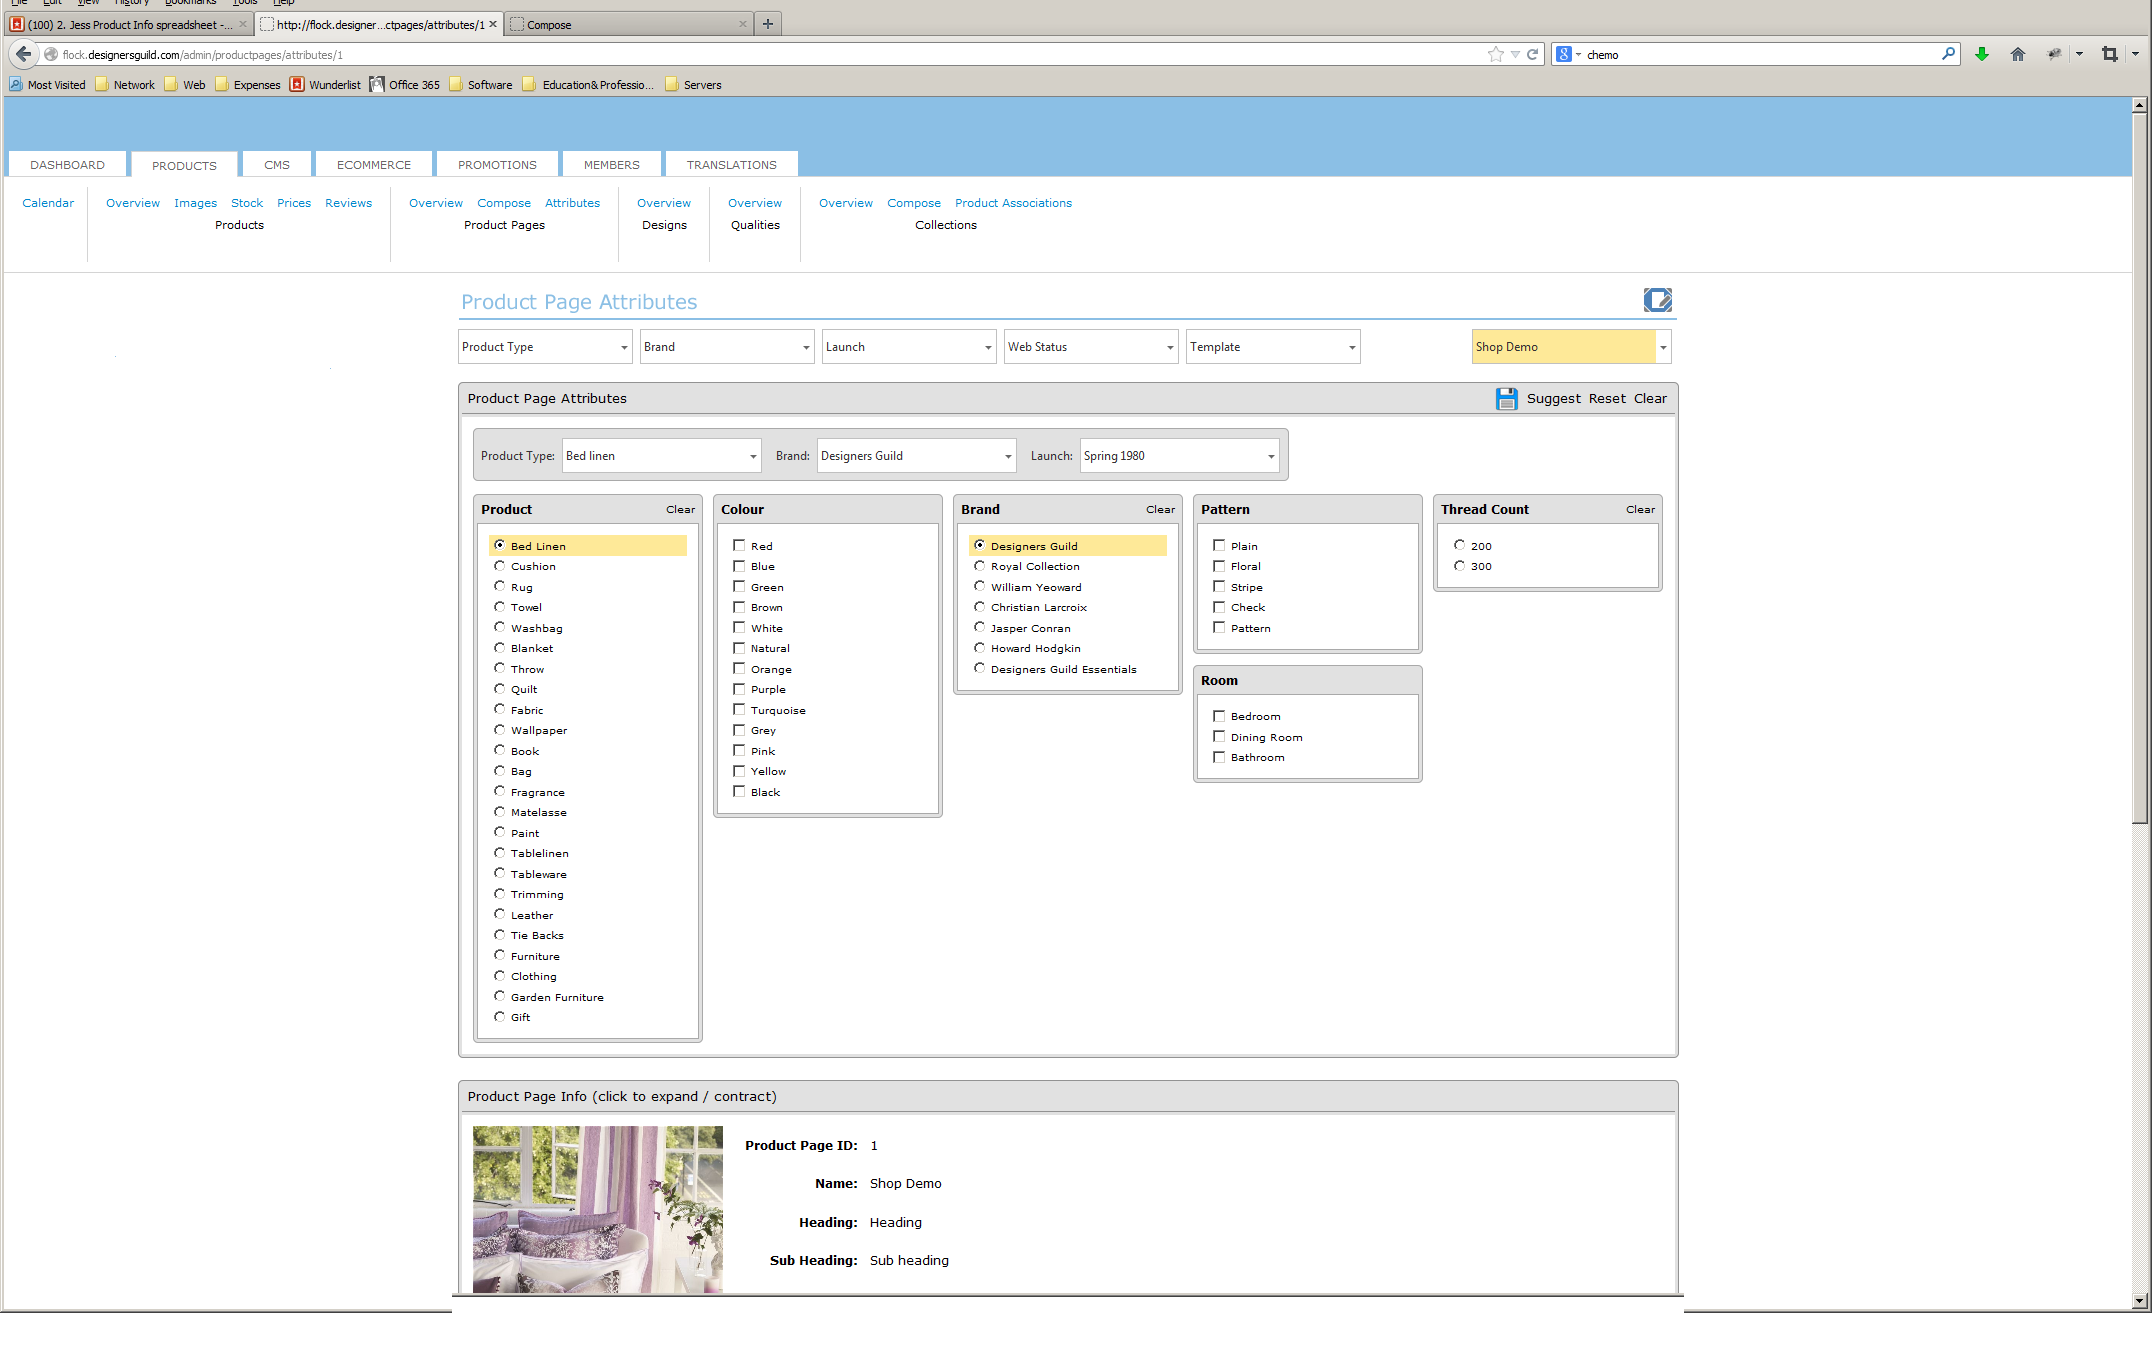 File Edit View History Bookmarks Tools Help
(100) 2. Jess Product Info spreadsheet -...
http://flock.designer...ctpages/attributes/1
Compose
flock.designersguild.com/admin/productpages/attributes/1
chemo
Most Visited Network Web Expenses Wunderlist Office 365 Software Education&Professio... Servers
DASHBOARD PRODUCTS CMS ECOMMERCE PROMOTIONS MEMBERS TRANSLATIONS
Calendar Overview Images Stock Prices Reviews Overview Compose Attributes Overview Overview Overview Compose Product Associations
Products Product Pages Designs Qualities Collections
Product Page Attributes
Product Type Brand Launch Web Status Template Shop Demo
Product Page Attributes Suggest Reset Clear
Product Type: Bed linen Brand: Designers Guild Launch: Spring 1980
Product Clear
Bed Linen
Cushion
Rug
Towel
Washbag
Blanket
Throw
Quilt
Fabric
Wallpaper
Book
Bag
Fragrance
Matelasse
Paint
Tablelinen
Tableware
Trimming
Leather
Tie Backs
Furniture
Clothing
Garden Furniture
Gift
Colour
Red
Blue
Green
Brown
White
Natural
Orange
Purple
Turquoise
Grey
Pink
Yellow
Black
Brand Clear
Designers Guild
Royal Collection
William Yeoward
Christian Larcroix
Jasper Conran
Howard Hodgkin
Designers Guild Essentials
Pattern
Plain
Floral
Stripe
Check
Pattern
Room
Bedroom
Dining Room
Bathroom
Thread Count Clear
200
300
Product Page Info (click to expand / contract)
Product Page ID: 1
Name: Shop Demo
Heading: Heading
Sub Heading: Sub heading